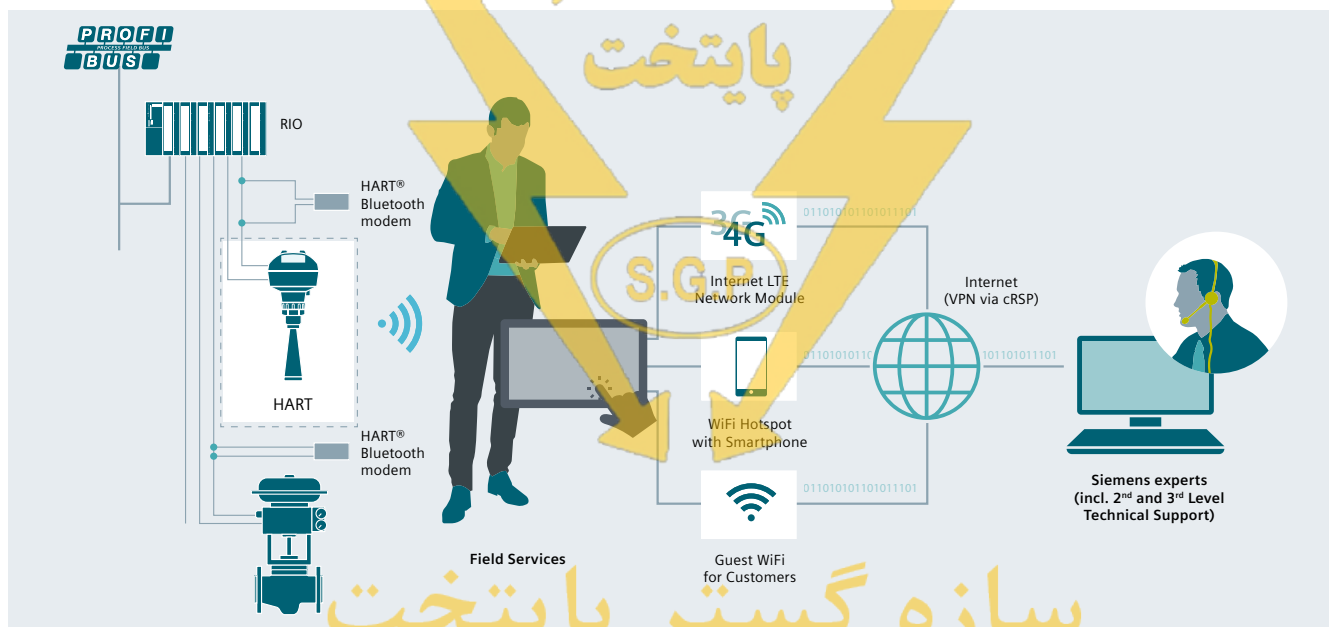 PROFI
PROCESS FIELD BUS
BUS
پایتخت
RIO
HART®
Bluetooth
modem
3G
4G
011010101101011101
S.G.P
Internet LTE
Network Module
Internet
(VPN via cRSP)
HART
01101010110
101101011101
WiFi Hotspot
with Smartphone
HART®
Bluetooth
modem
Siemens experts
(incl. 2nd and 3rd Level
Technical Support)
011010101101011101
Field Services
Guest WiFi
for Customers
سازه گستر پایتخت